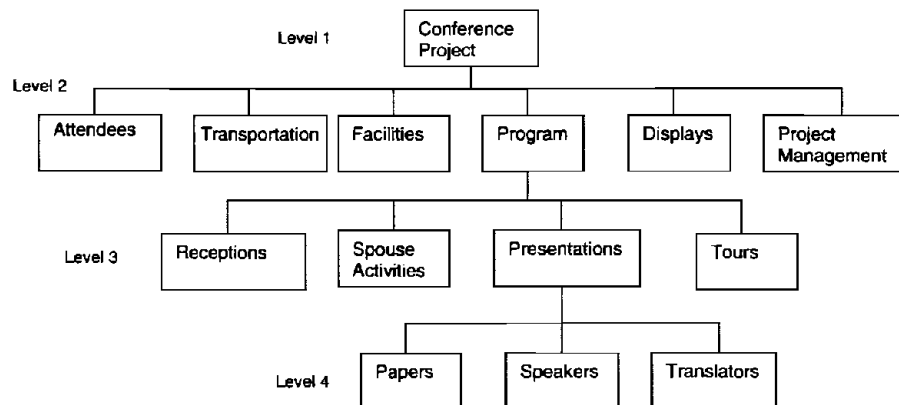 Level 1
Conference
Project
Level 2
Attendees
Transportation
Facilities
Program
Displays
Project
Management
Level 3
Receptions
Spouse
Activities
Presentations
Tours
Level 4
Papers
Speakers
Translators